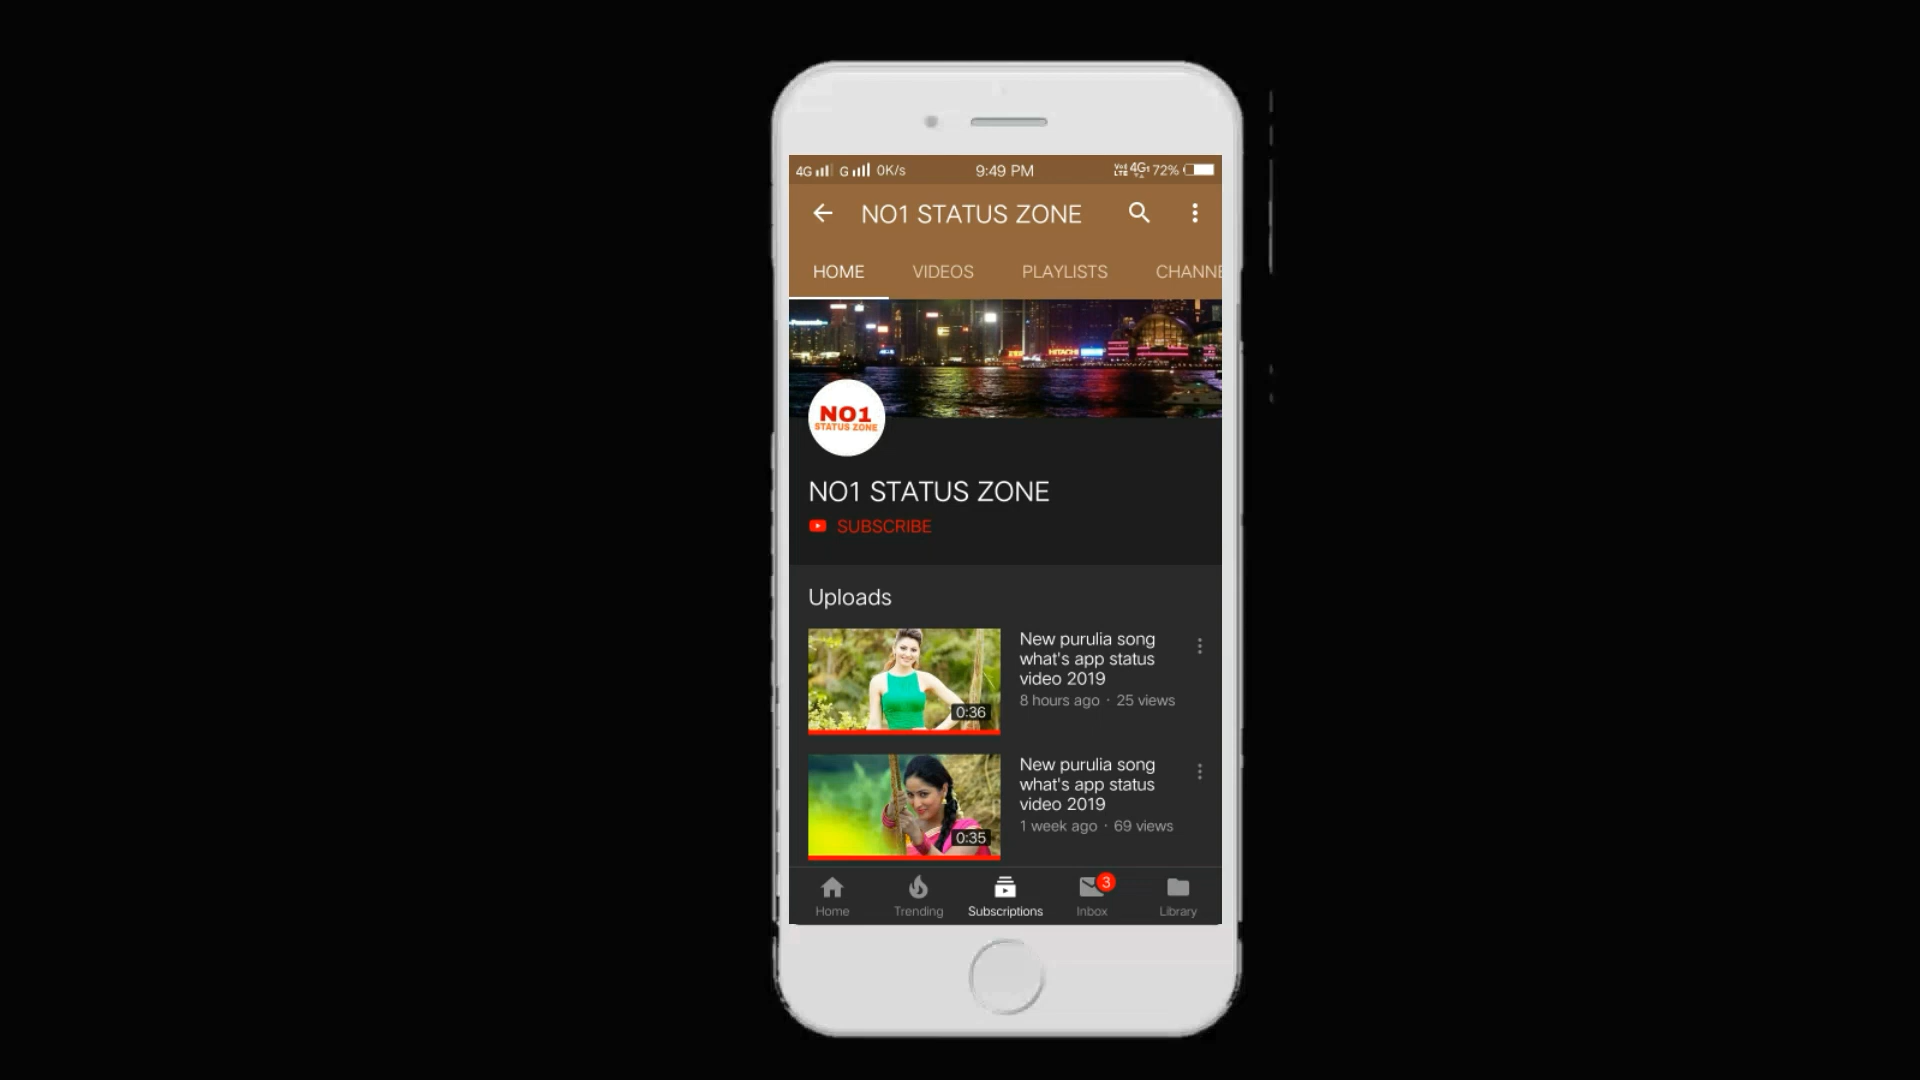 4G G 0K/s 9:49 PM 4G 72%
NO1 STATUS ZONE
HOME VIDEOS PLAYLISTS CHANNE
HITACHI
NO1
STATUS ZONE
NO1 STATUS ZONE
SUBSCRIBE
Uploads
New purulia song
what's app status
video 2019
8 hours ago · 25 views
0:36
New purulia song
what's app status
video 2019
1 week ago · 69 views
0:35
3
Home Trending Subscriptions Inbox Library